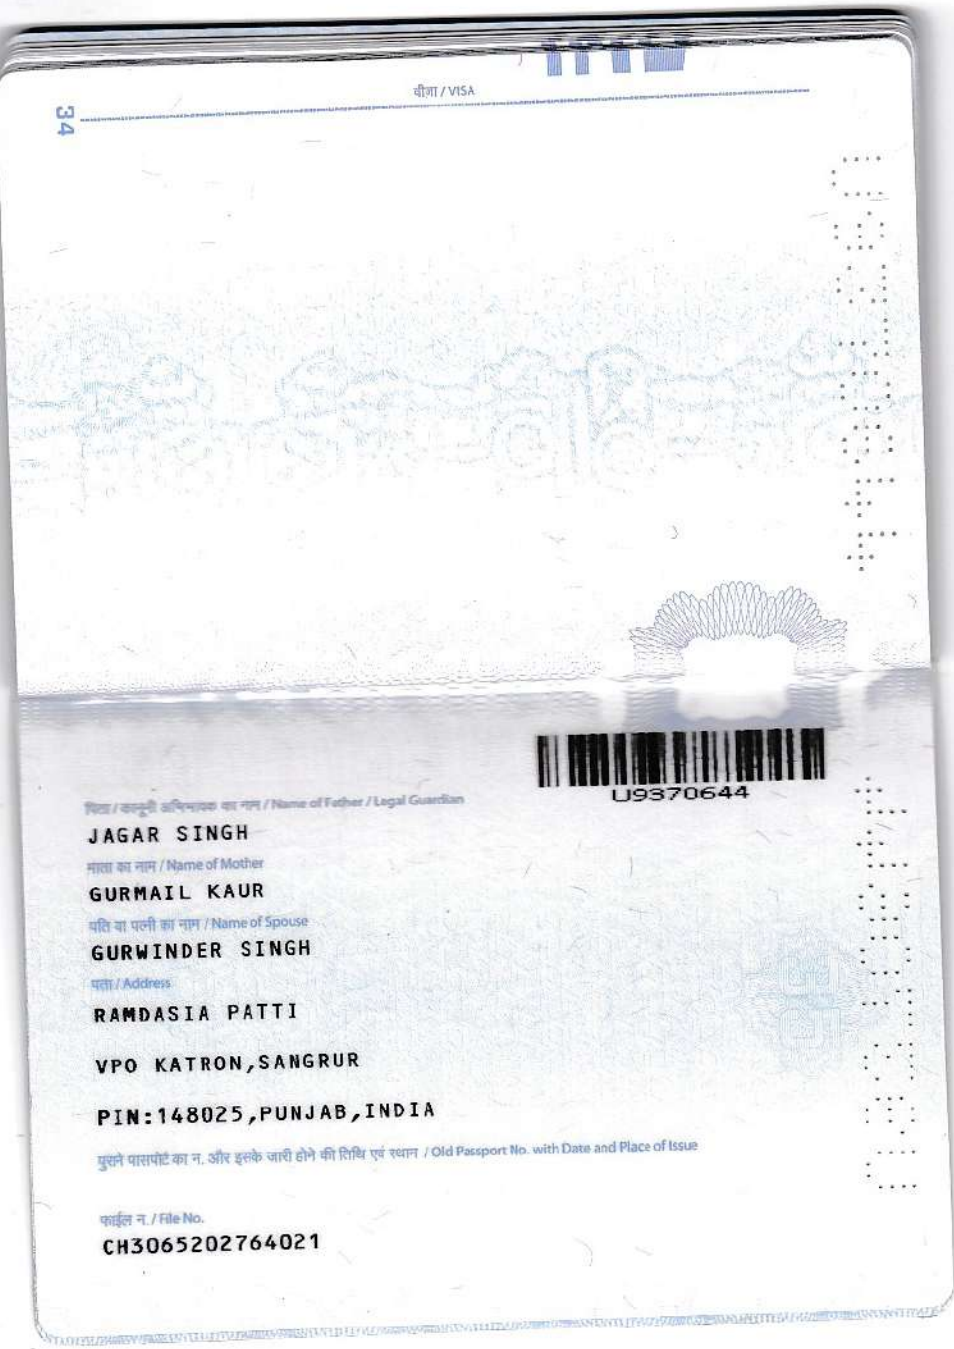 वीज़ा / VISA
34
U9370644
पिता / कानूनी अभिभावक का नाम / Name of Father / Legal Guardian
JAGAR SINGH
माता का नाम / Name of Mother
GURMAIL KAUR
पति या पत्नी का नाम / Name of Spouse
GURWINDER SINGH
पता / Address
RAMDASIA PATTI
VPO KATRON,SANGRUR
PIN:148025,PUNJAB,INDIA
पुराने पासपोर्ट का न. और इसके जारी होने की तिथि एवं स्थान / Old Passport No. with Date and Place of Issue
फाईल न. / File No.
CH3065202764021